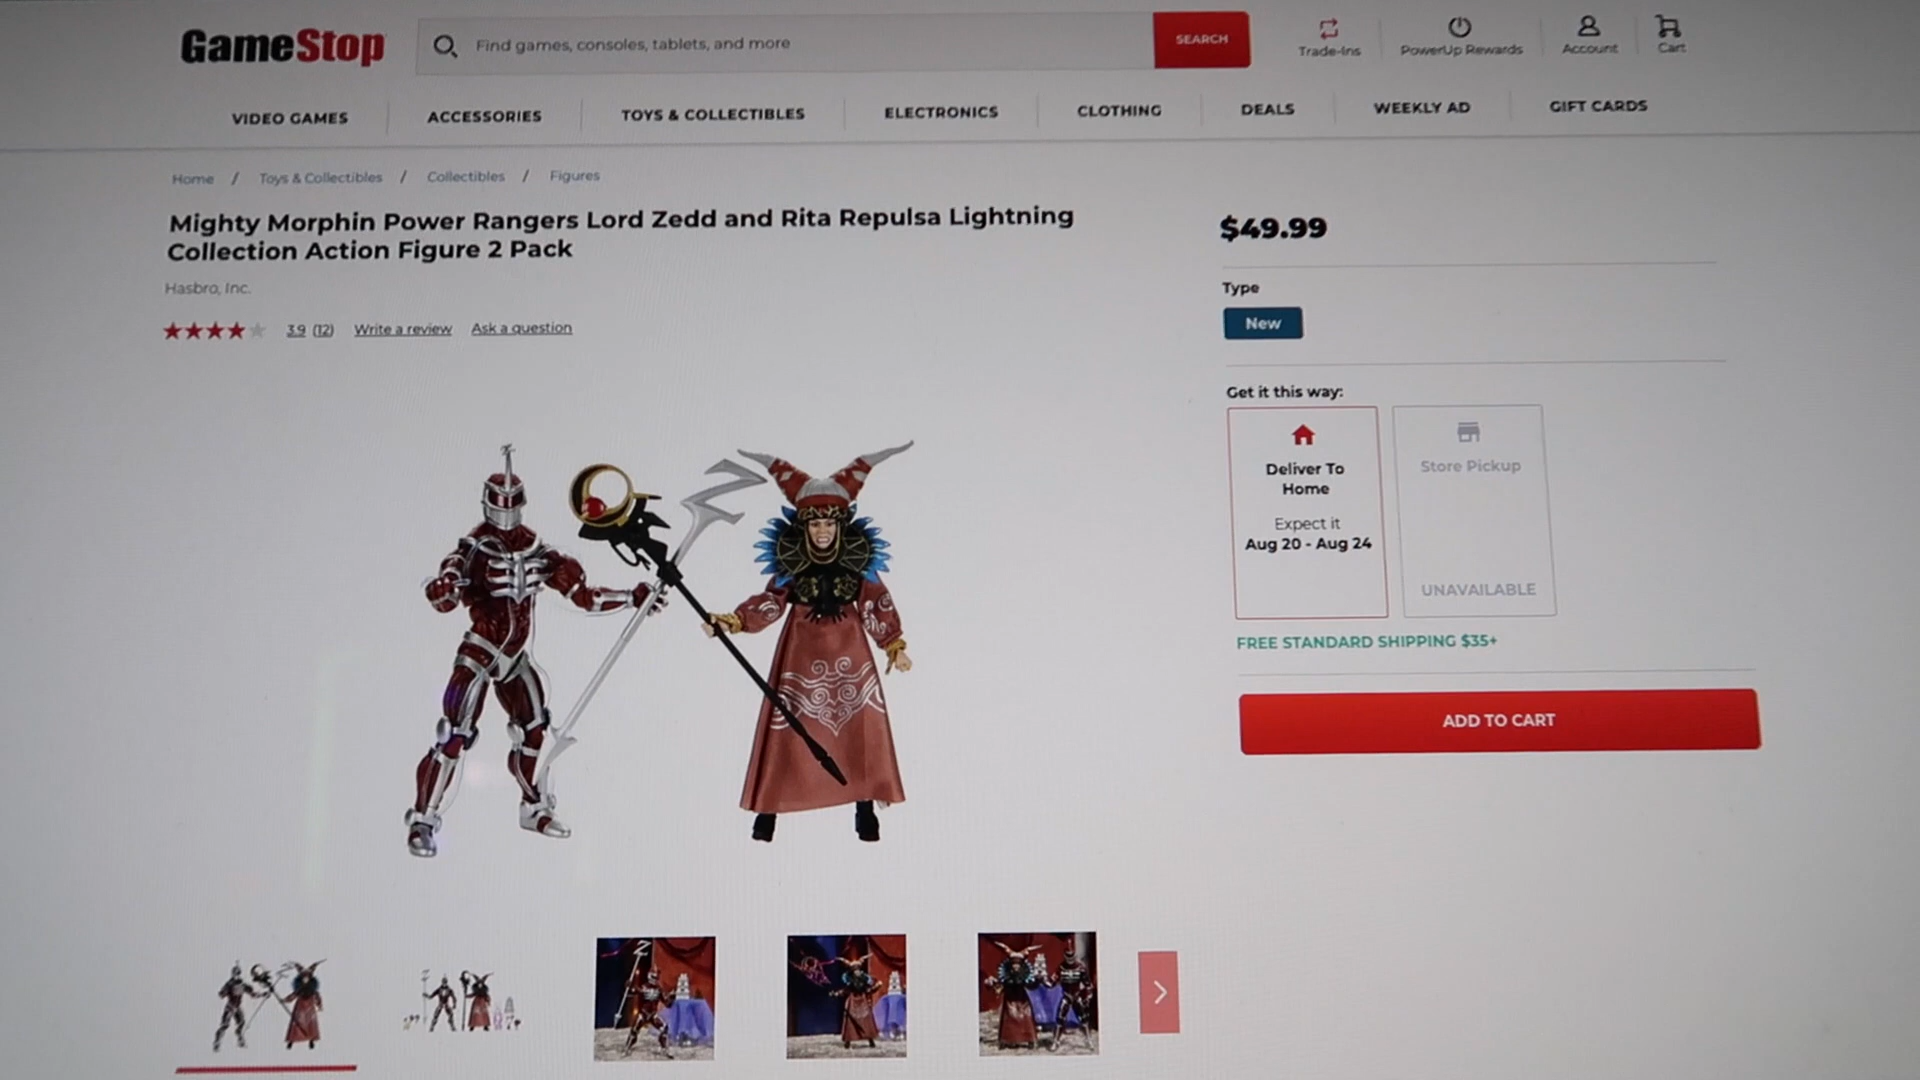 GameStop
Find games, consoles, tablets, and more
SEARCH
Trade-Ins
PowerUp Rewards
Account
Cart
VIDEO GAMES
ACCESSORIES
TOYS & COLLECTIBLES
ELECTRONICS
CLOTHING
DEALS
WEEKLY AD
GIFT CARDS
Home / Toys & Collectibles / Collectibles / Figures
Mighty Morphin Power Rangers Lord Zedd and Rita Repulsa Lightning
Collection Action Figure 2 Pack
Hasbro, Inc.
3.9 (12) Write a review Ask a question
$49.99
Type
New
Get it this way:
Deliver To
Home
Expect it
Aug 20 - Aug 24
Store Pickup
UNAVAILABLE
FREE STANDARD SHIPPING $35+
ADD TO CART